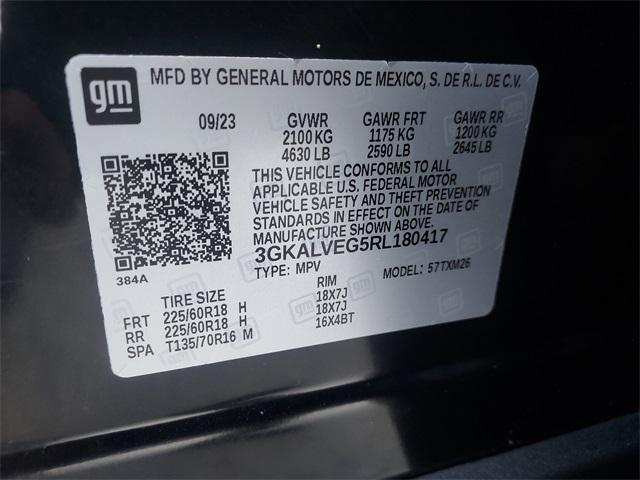 gm
MFD BY GENERAL MOTORS DE MEXICO, S. DE R.L. DE C.V.
09/23 GVWR GAWR FRT GAWR RR
2100 KG 1175 KG 1200 KG
4630 LB 2590 LB 2645 LB
THIS VEHICLE CONFORMS TO ALL
APPLICABLE U.S. FEDERAL MOTOR
VEHICLE SAFETY AND THEFT PREVENTION
STANDARDS IN EFFECT ON THE DATE OF
MANUFACTURE SHOWN ABOVE.
3GKALVEG5RL180417
384A TYPE: MPV MODEL: 57TXM26
TIRE SIZE RIM
FRT 225/60R18 H 18X7J
RR 225/60R18 H 18X7J
SPA T135/70R16 M 16X4BT